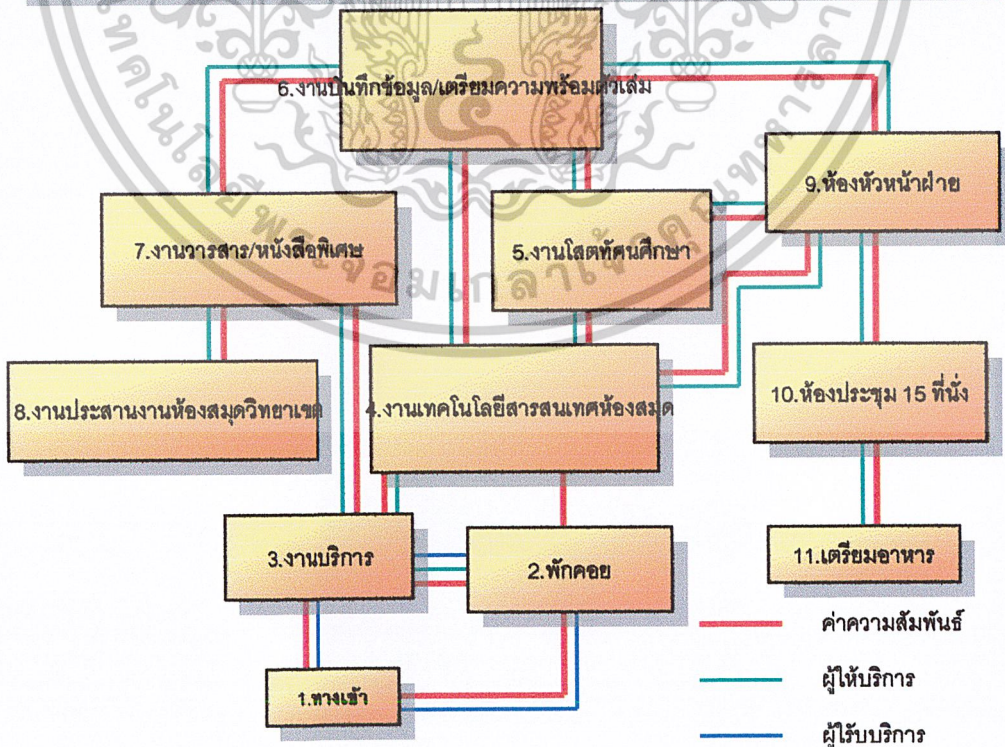 6.งานบันทึกข้อมูล/เตรียมความพร้อมตัวเล่ม
9.ห้องหัวหน้าฝ่าย
7.งานวารสาร/หนังสือพิเศษ
5.งานโสตทัศนศึกษา
8.งานประสานงานห้องสมุดวิทยาเขต
4.งานเทคโนโลยีสารสนเทศห้องสมุด
10.ห้องประชุม 15 ที่นั่ง
3.งานบริการ
2.พักคอย
11.เตรียมอาหาร
1.ทางเข้า
ค่าความสัมพันธ์
ผู้ให้บริการ
ผู้ไรับบริการ